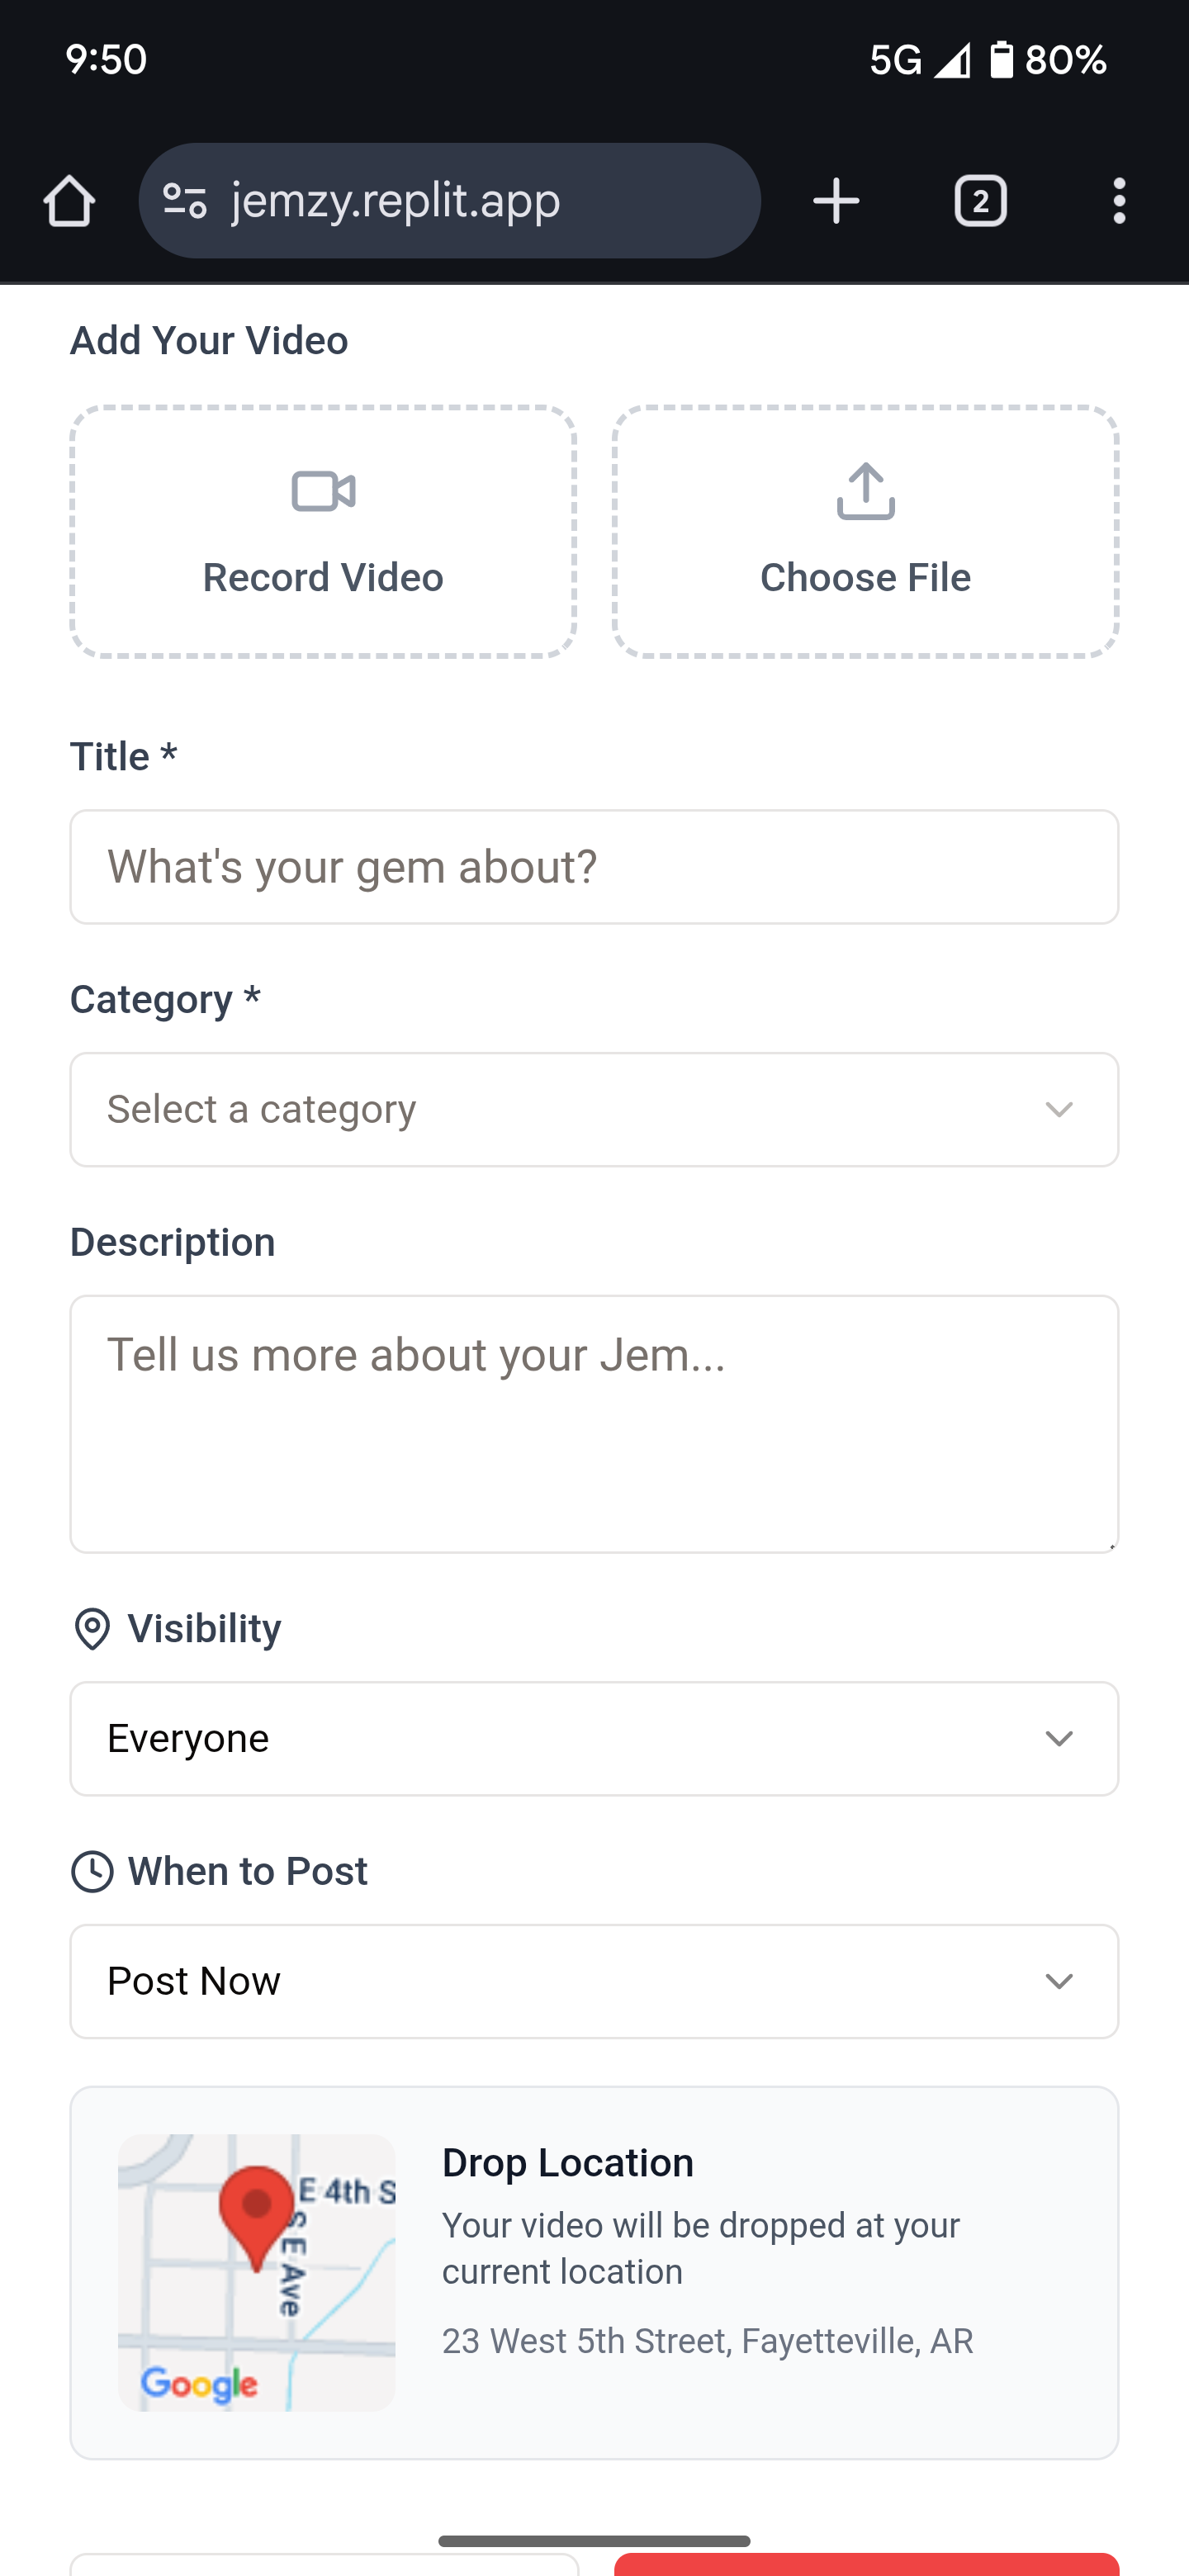 9:50
5G
80%
jemzy.replit.app
2
Add Your Video
Record Video
Choose File
Title *
What's your gem about?
Category *
Select a category
Description
Tell us more about your Jem...
Visibility
Everyone
When to Post
Post Now
E 4th S
S E Ave
Google
Drop Location
Your video will be dropped at your
current location
23 West 5th Street, Fayetteville, AR